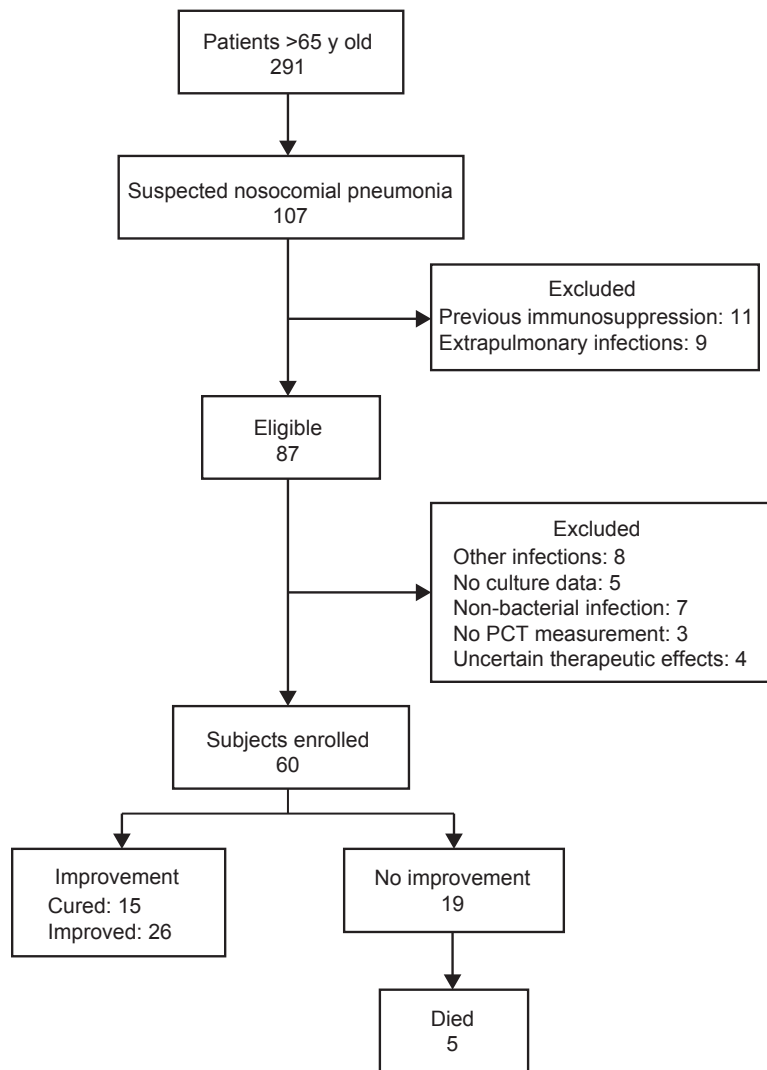 Patients >65 y old
291
Suspected nosocomial pneumonia
107
Excluded
Previous immunosuppression: 11
Extrapulmonary infections: 9
Eligible
87
Excluded
Other infections: 8
No culture data: 5
Non-bacterial infection: 7
No PCT measurement: 3
Uncertain therapeutic effects: 4
Subjects enrolled
60
Improvement
Cured: 15
Improved: 26
No improvement
19
Died
5